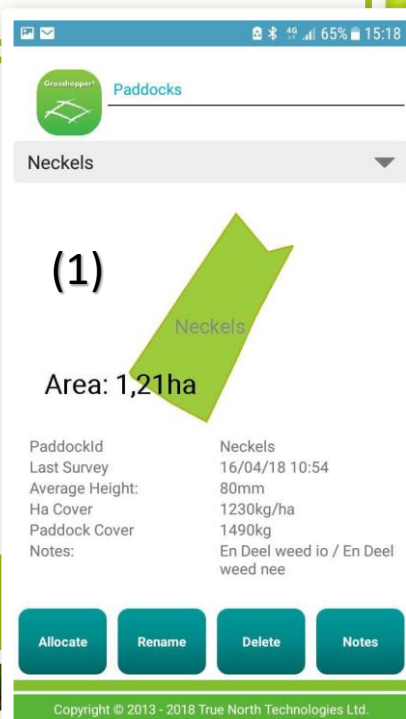 4G 65% 15:18
Grasshopper®
Paddocks
Neckels
(1)
Neckels
Area: 1,21ha
PaddockId Neckels
Last Survey 16/04/18 10:54
Average Height: 80mm
Ha Cover 1230kg/ha
Paddock Cover 1490kg
Notes: En Deel weed io / En Deel
weed nee
Allocate Rename Delete Notes
Copyright © 2013 - 2018 True North Technologies Ltd.